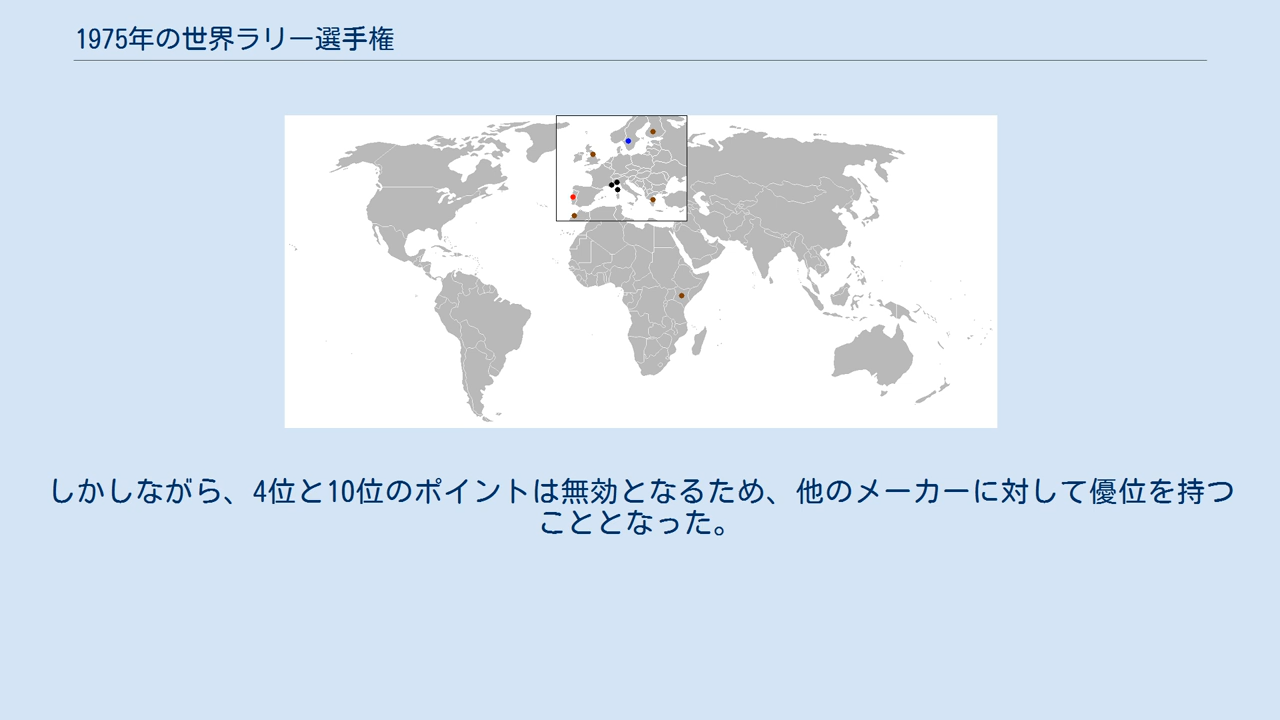 1975年の世界ラリー選手権
しかしながら、4位と10位のポイントは無効となるため、他のメーカーに対して優位を持つ
こととなった。